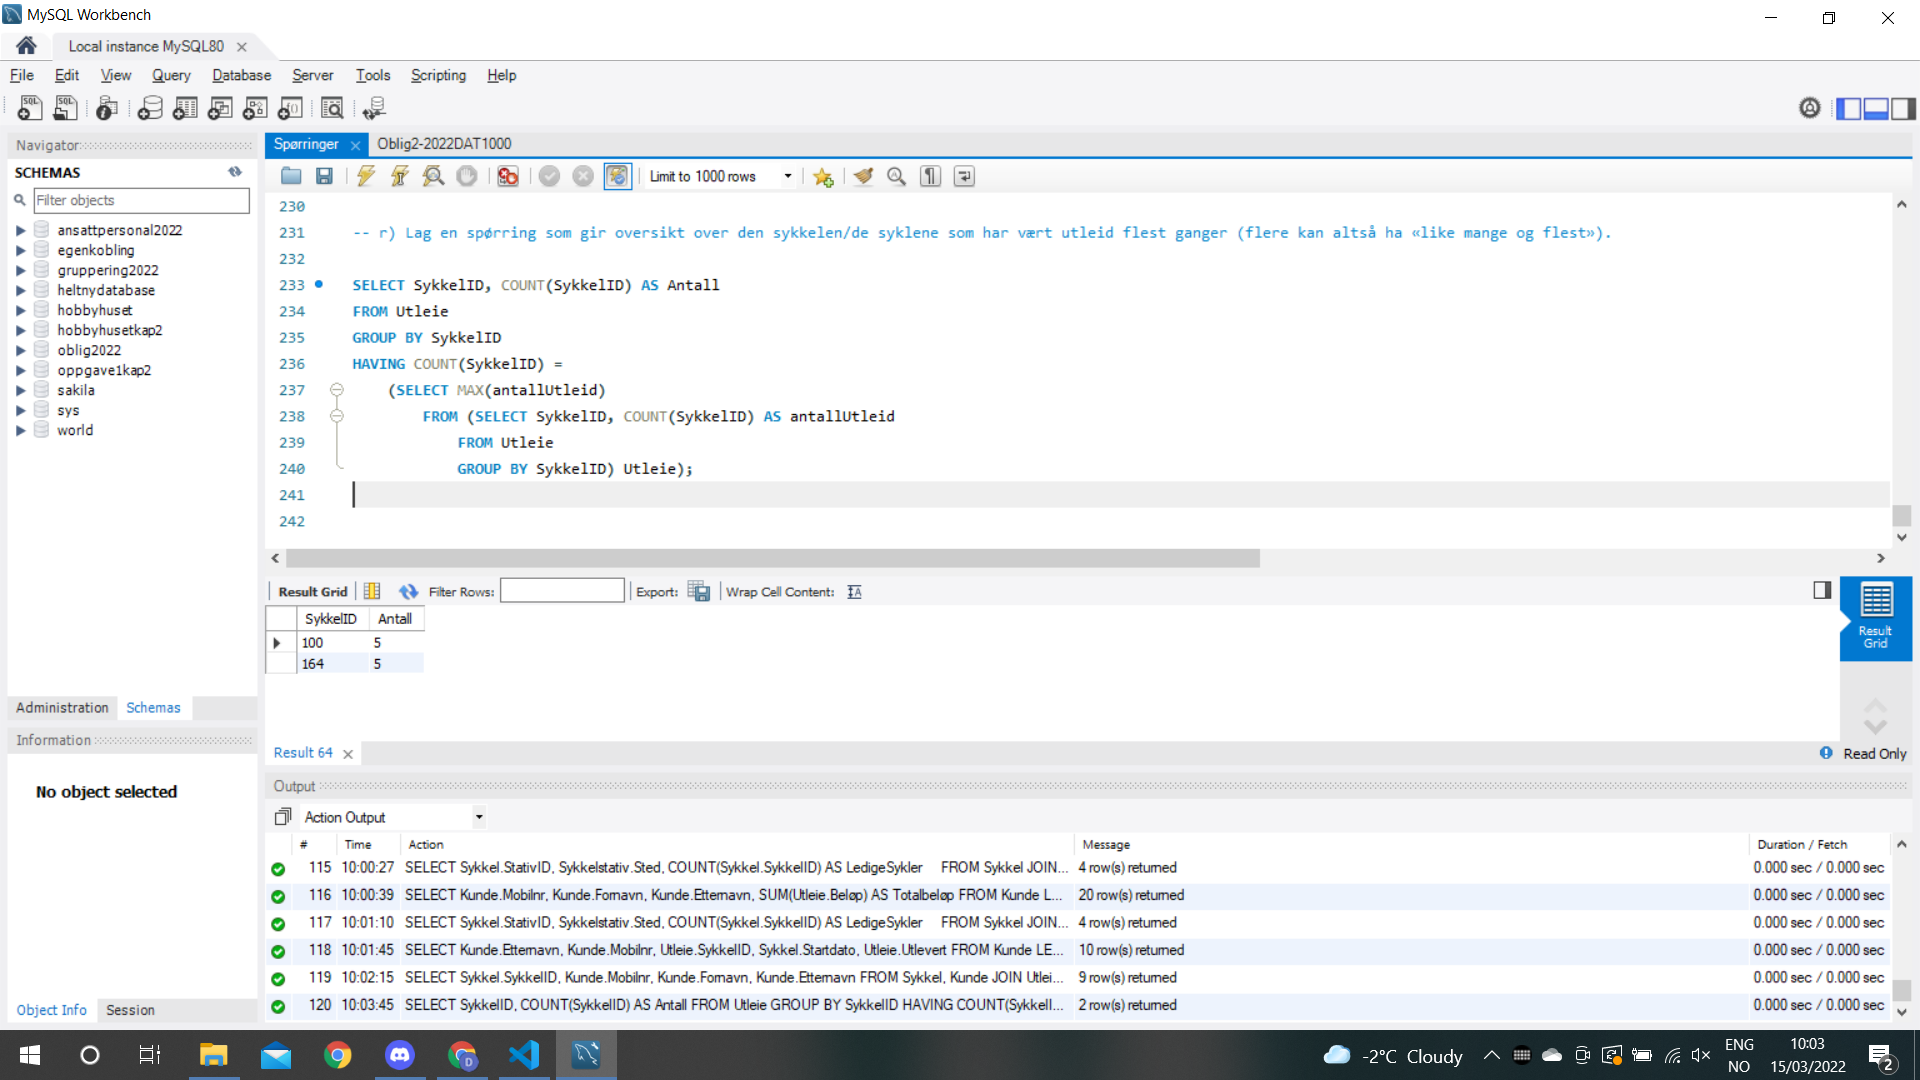 MySQL Workbench
Local instance MySQL80
File Edit View Query Database Server Tools Scripting Help
Navigator
SCHEMAS
Filter objects
ansattpersonal2022
egenkobling
gruppering2022
heltnydatabase
hobbyhuset
hobbyhusetkap2
oblig2022
oppgave1kap2
sakila
sys
world
Administration Schemas
Information
No object selected
Object Info Session
Spørringer Oblig2-2022DAT1000
Limit to 1000 rows
230
231 -- r) Lag en spørring som gir oversikt over den sykkelen/de syklene som har vært utleid flest ganger (flere kan altså ha «like mange og flest»).
232
233 SELECT SykkelID, COUNT(SykkelID) AS Antall
234 FROM Utleie
235 GROUP BY SykkelID
236 HAVING COUNT(SykkelID) =
237 (SELECT MAX(antallUtleid)
238 FROM (SELECT SykkelID, COUNT(SykkelID) AS antallUtleid
239 FROM Utleie
240 GROUP BY SykkelID) Utleie);
241
242
Result Grid Filter Rows: Export: Wrap Cell Content:
SykkelID Antall
100 5
164 5
Result Grid
Result 64
Read Only
Output
Action Output
# Time Action Message Duration / Fetch
115 10:00:27 SELECT Sykkel.StativID, Sykkelstativ.Sted, COUNT(Sykkel.SykkelID) AS LedigeSykler FROM Sykkel JOIN... 4 row(s) returned 0.000 sec / 0.000 sec
116 10:00:39 SELECT Kunde.Mobilnr, Kunde.Fornavn, Kunde.Etternavn, SUM(Utleie.Beløp) AS Totalbeløp FROM Kunde L... 20 row(s) returned 0.000 sec / 0.000 sec
117 10:01:10 SELECT Sykkel.StativID, Sykkelstativ.Sted, COUNT(Sykkel.SykkelID) AS LedigeSykler FROM Sykkel JOIN... 4 row(s) returned 0.000 sec / 0.000 sec
118 10:01:45 SELECT Kunde.Etternavn, Kunde.Mobilnr, Utleie.SykkelID, Sykkel.Startdato, Utleie.Utlevert FROM Kunde LE... 10 row(s) returned 0.000 sec / 0.000 sec
119 10:02:15 SELECT Sykkel.SykkelID, Kunde.Mobilnr, Kunde.Fornavn, Kunde.Etternavn FROM Sykkel, Kunde JOIN Utlei... 9 row(s) returned 0.000 sec / 0.000 sec
120 10:03:45 SELECT SykkelID, COUNT(SykkelID) AS Antall FROM Utleie GROUP BY SykkelID HAVING COUNT(SykkelI... 2 row(s) returned 0.000 sec / 0.000 sec
-2°C Cloudy
ENG
NO
10:03
15/03/2022
2